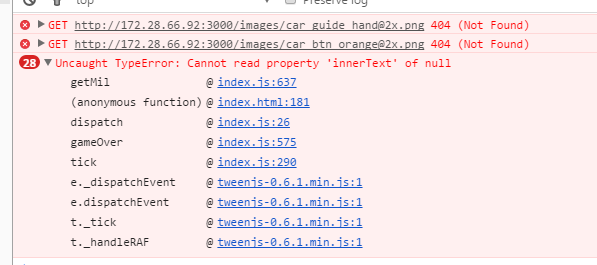 top
Preserve log
GET http://172.28.66.92:3000/images/car_guide_hand@2x.png 404 (Not Found)
GET http://172.28.66.92:3000/images/car_btn_orange@2x.png 404 (Not Found)
28 Uncaught TypeError: Cannot read property 'innerText' of null
getMil @ index.js:637
(anonymous function) @ index.html:181
dispatch @ index.js:26
gameOver @ index.js:575
tick @ index.js:290
e._dispatchEvent @ tweenjs-0.6.1.min.js:1
e.dispatchEvent @ tweenjs-0.6.1.min.js:1
t._tick @ tweenjs-0.6.1.min.js:1
t._handleRAF @ tweenjs-0.6.1.min.js:1